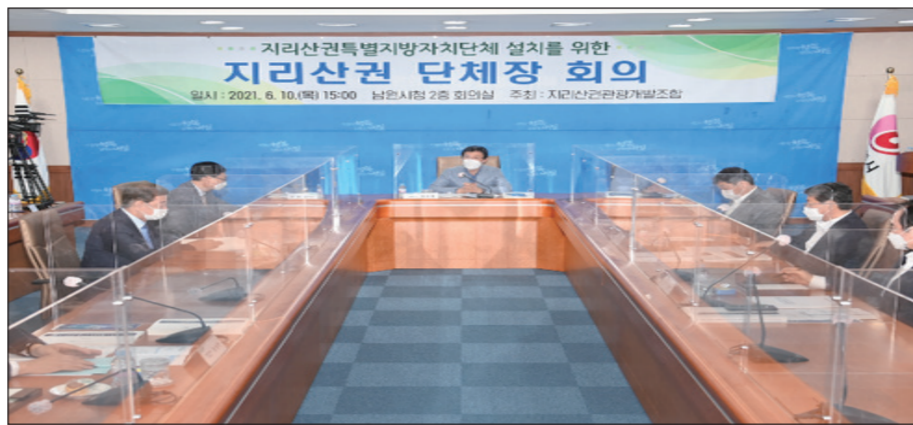 지리산권특별지방자치단체 설치를 위한
지리산권 단체장 회의
일시 : 2021. 6. 10.(목) 15:00 남원시청 2층 회의실 주최 : 지리산권관광개발조합
시